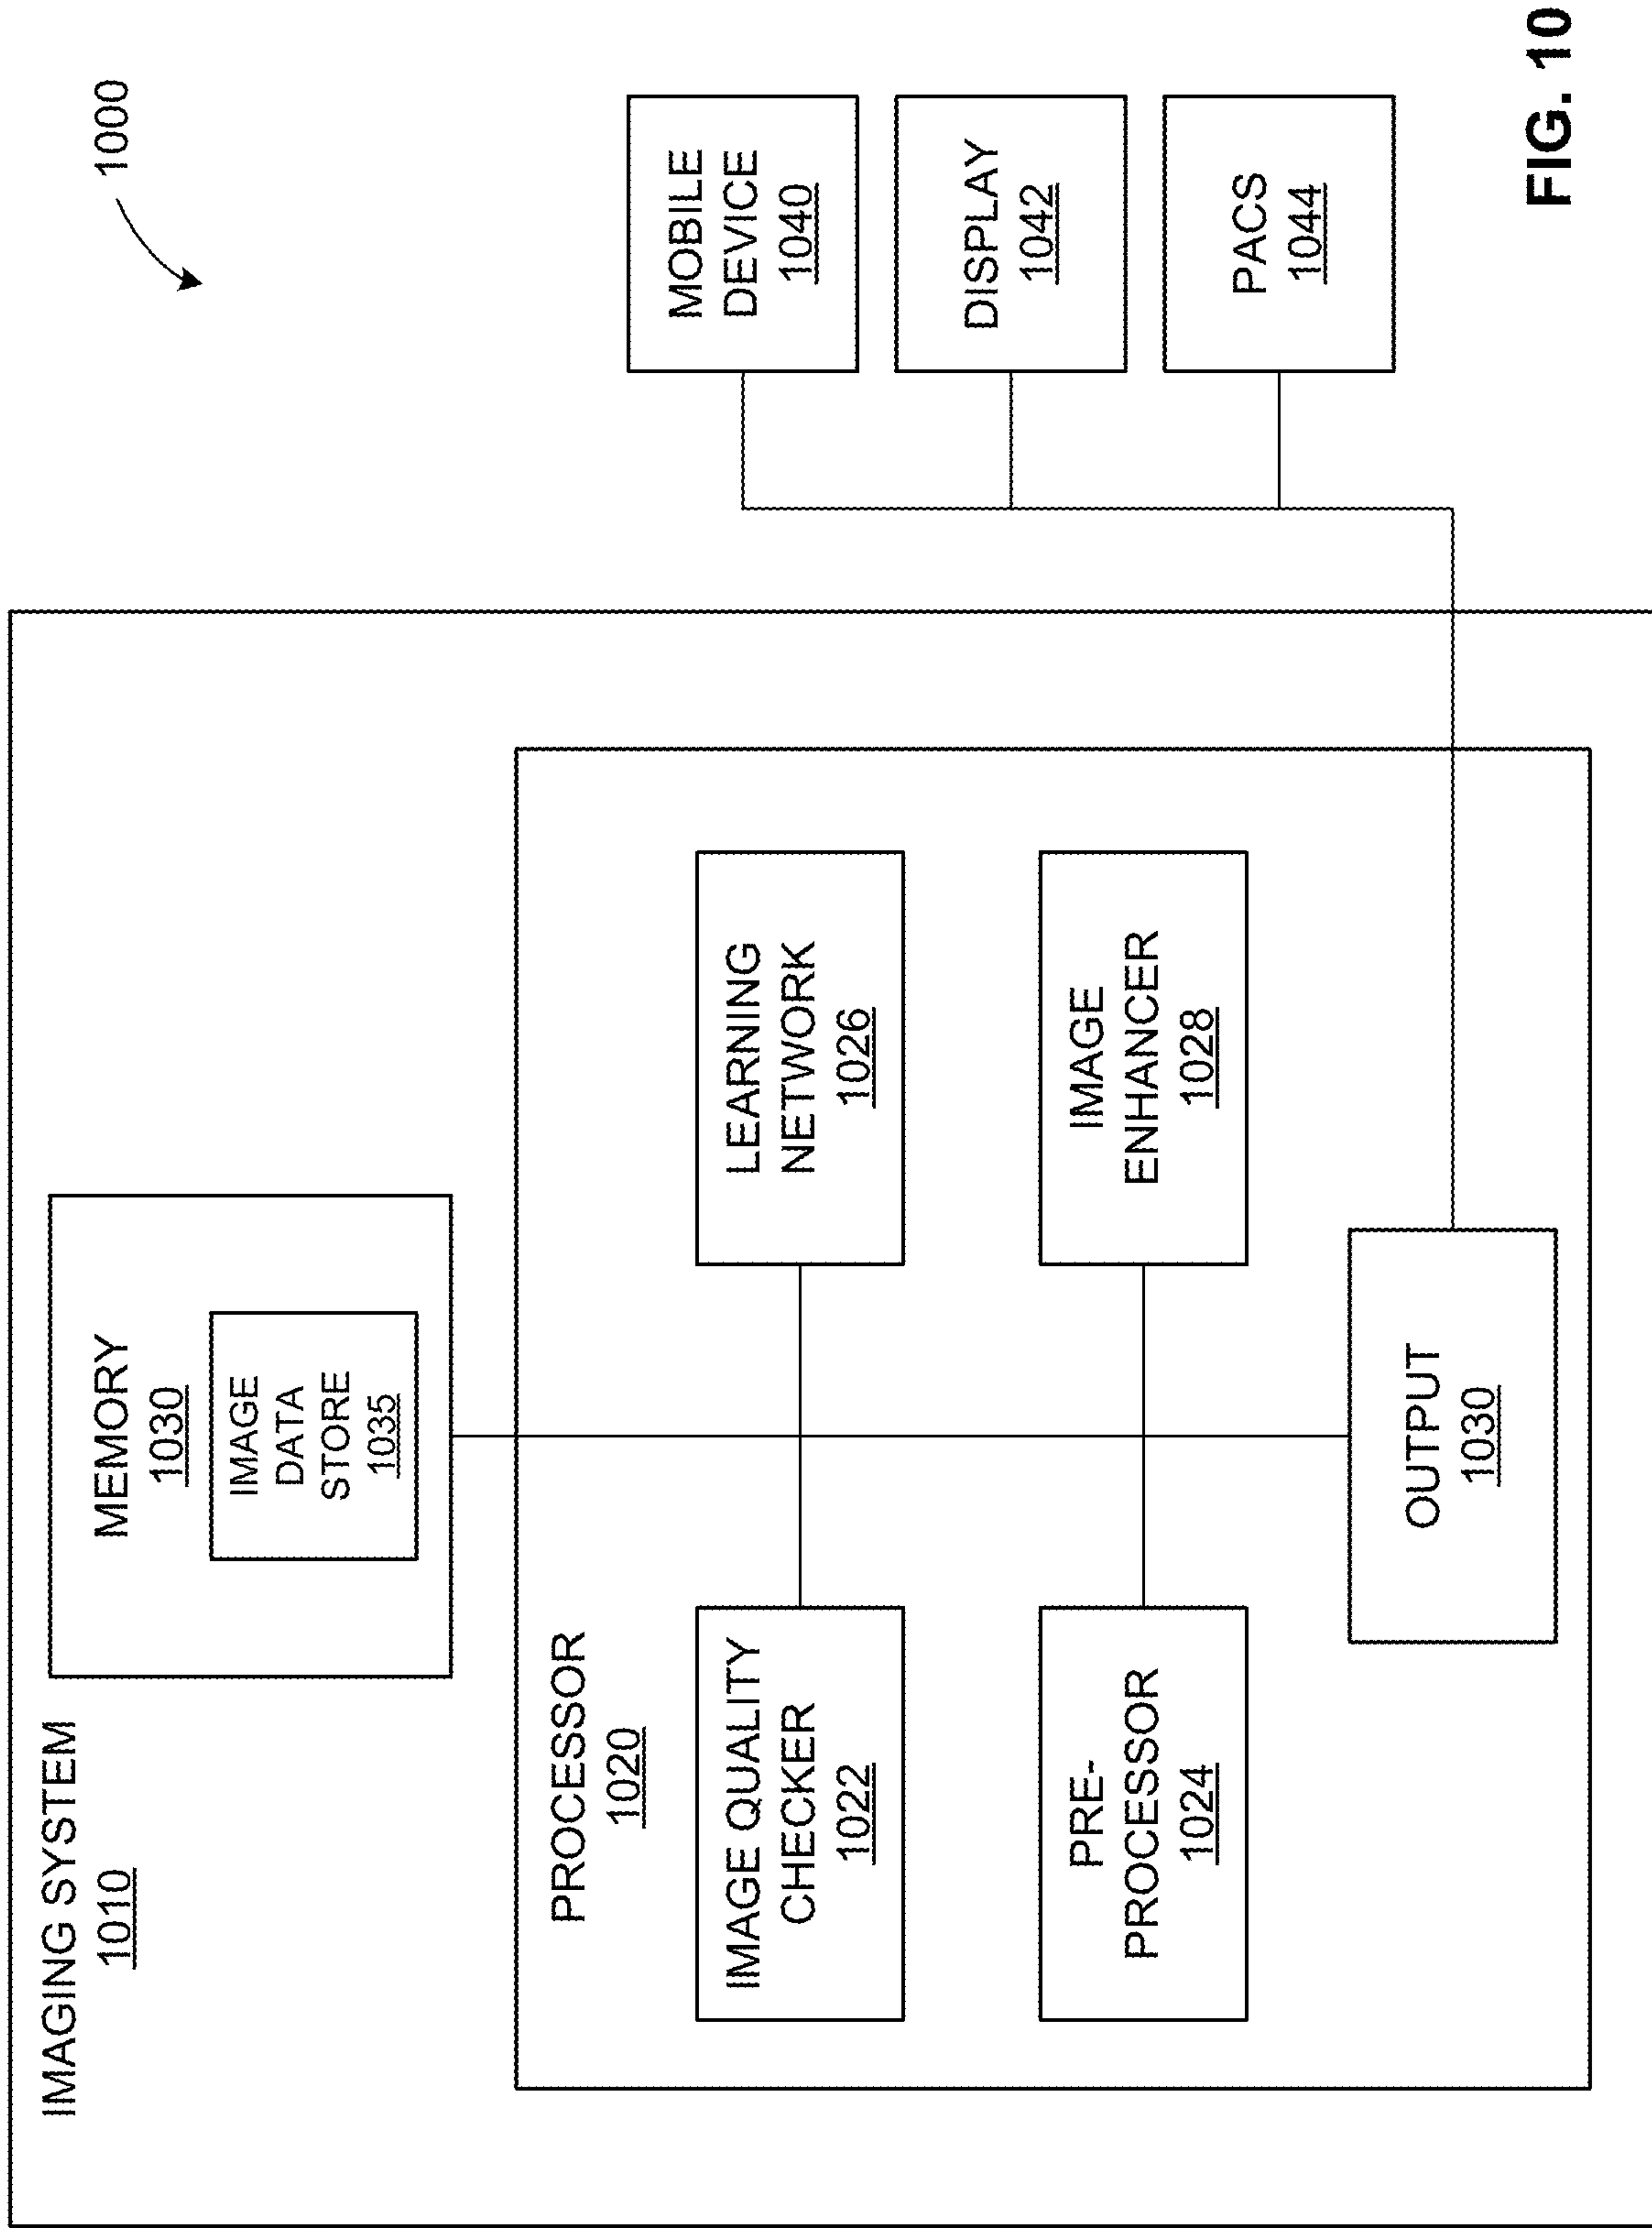 1000
IMAGING SYSTEM
1010
MEMORY
1030
IMAGE
DATA
STORE
1035
PROCESSOR
1020
IMAGE QUALITY
CHECKER
1022
LEARNING
NETWORK
1026
PRE-
PROCESSOR
1024
IMAGE
ENHANCER
1028
OUTPUT
1030
MOBILE
DEVICE
1040
DISPLAY
1042
PACS
1044
FIG. 10